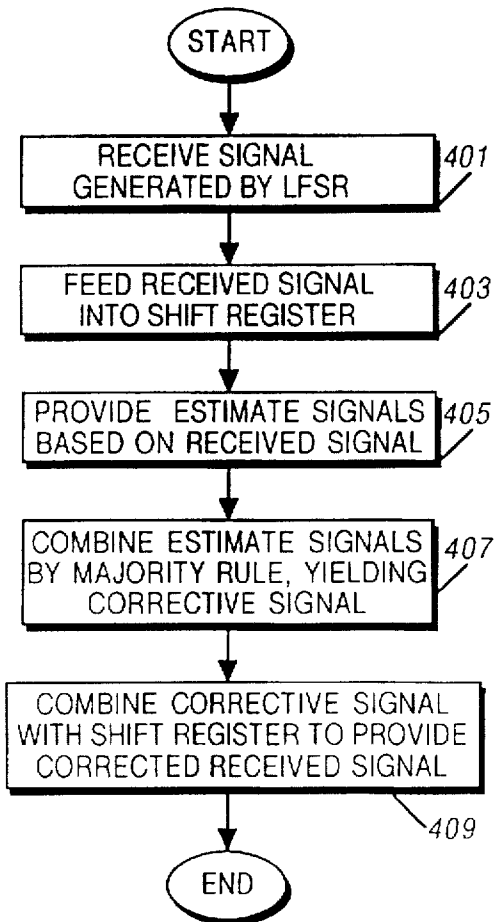 START
RECEIVE SIGNAL
GENERATED BY LFSR
401
FEED RECEIVED SIGNAL
INTO SHIFT REGISTER
403
PROVIDE ESTIMATE SIGNALS
BASED ON RECEIVED SIGNAL
405
COMBINE ESTIMATE SIGNALS
BY MAJORITY RULE, YIELDING
CORRECTIVE SIGNAL
407
COMBINE CORRECTIVE SIGNAL
WITH SHIFT REGISTER TO PROVIDE
CORRECTED RECEIVED SIGNAL
409
END